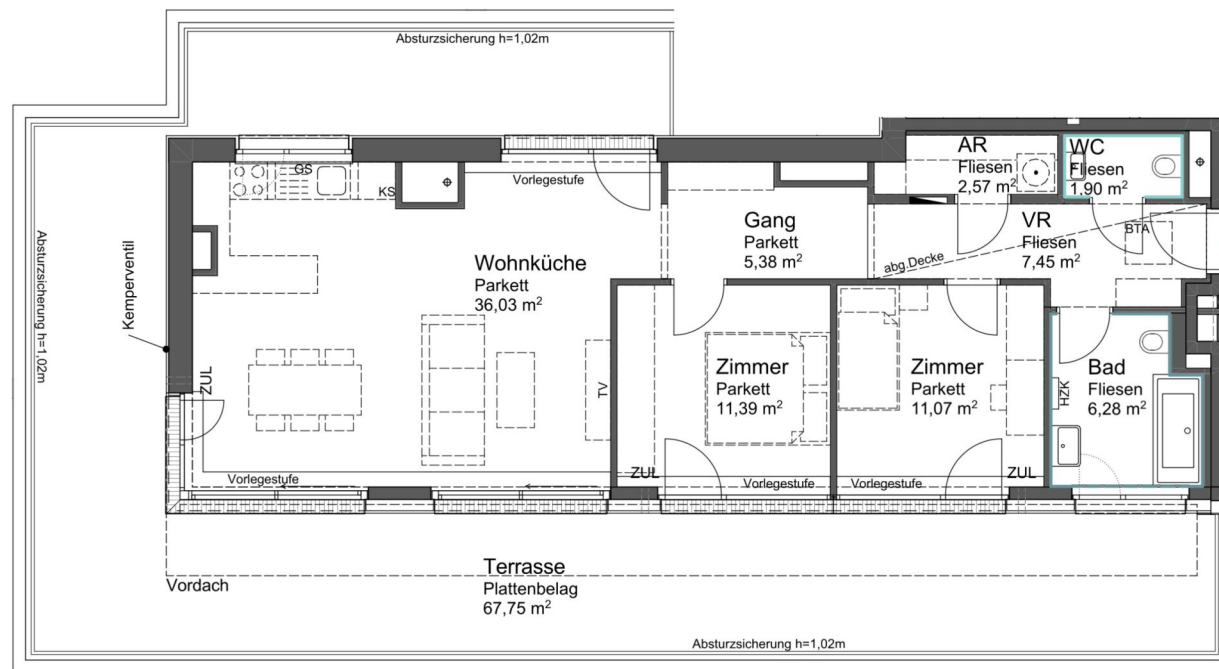 Absturzsicherung h=1,02m
AR
Fliesen
2,57 m²
WC
Fliesen
1,90 m²
GS
KS
Vorlegestufe
Gang
Parkett
5,38 m²
VR
Fliesen
7,45 m²
BTA
abg.Decke
Absturzsicherung h=1,02m
Kemperventil
Wohnküche
Parkett
36,03 m²
ZUL
TV
Zimmer
Parkett
11,39 m²
Zimmer
Parkett
11,07 m²
Bad
Fliesen
6,28 m²
HZK
Vorlegestufe
ZUL
Vorlegestufe
Vorlegestufe
ZUL
Terrasse
Plattenbelag
67,75 m²
Vordach
Absturzsicherung h=1,02m